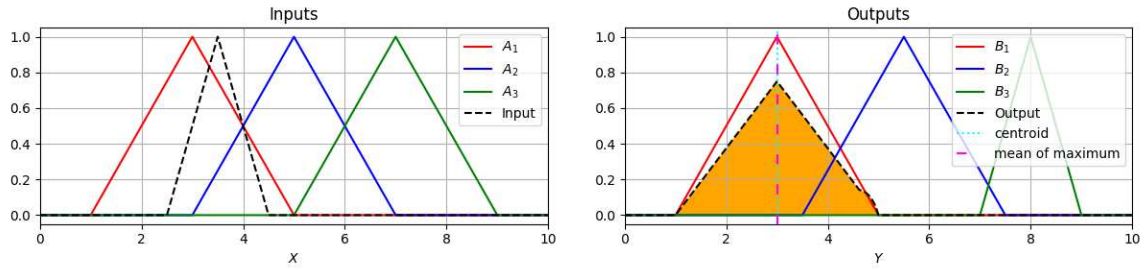 Inputs
1.0
0.8
0.6
0.4
0.2
0.0
0 2 4 6 8 10
X
A₁
A₂
A₃
Input
Outputs
1.0
0.8
0.6
0.4
0.2
0.0
0 2 4 6 8 10
Y
B₁
B₂
B₃
Output
centroid
mean of maximum